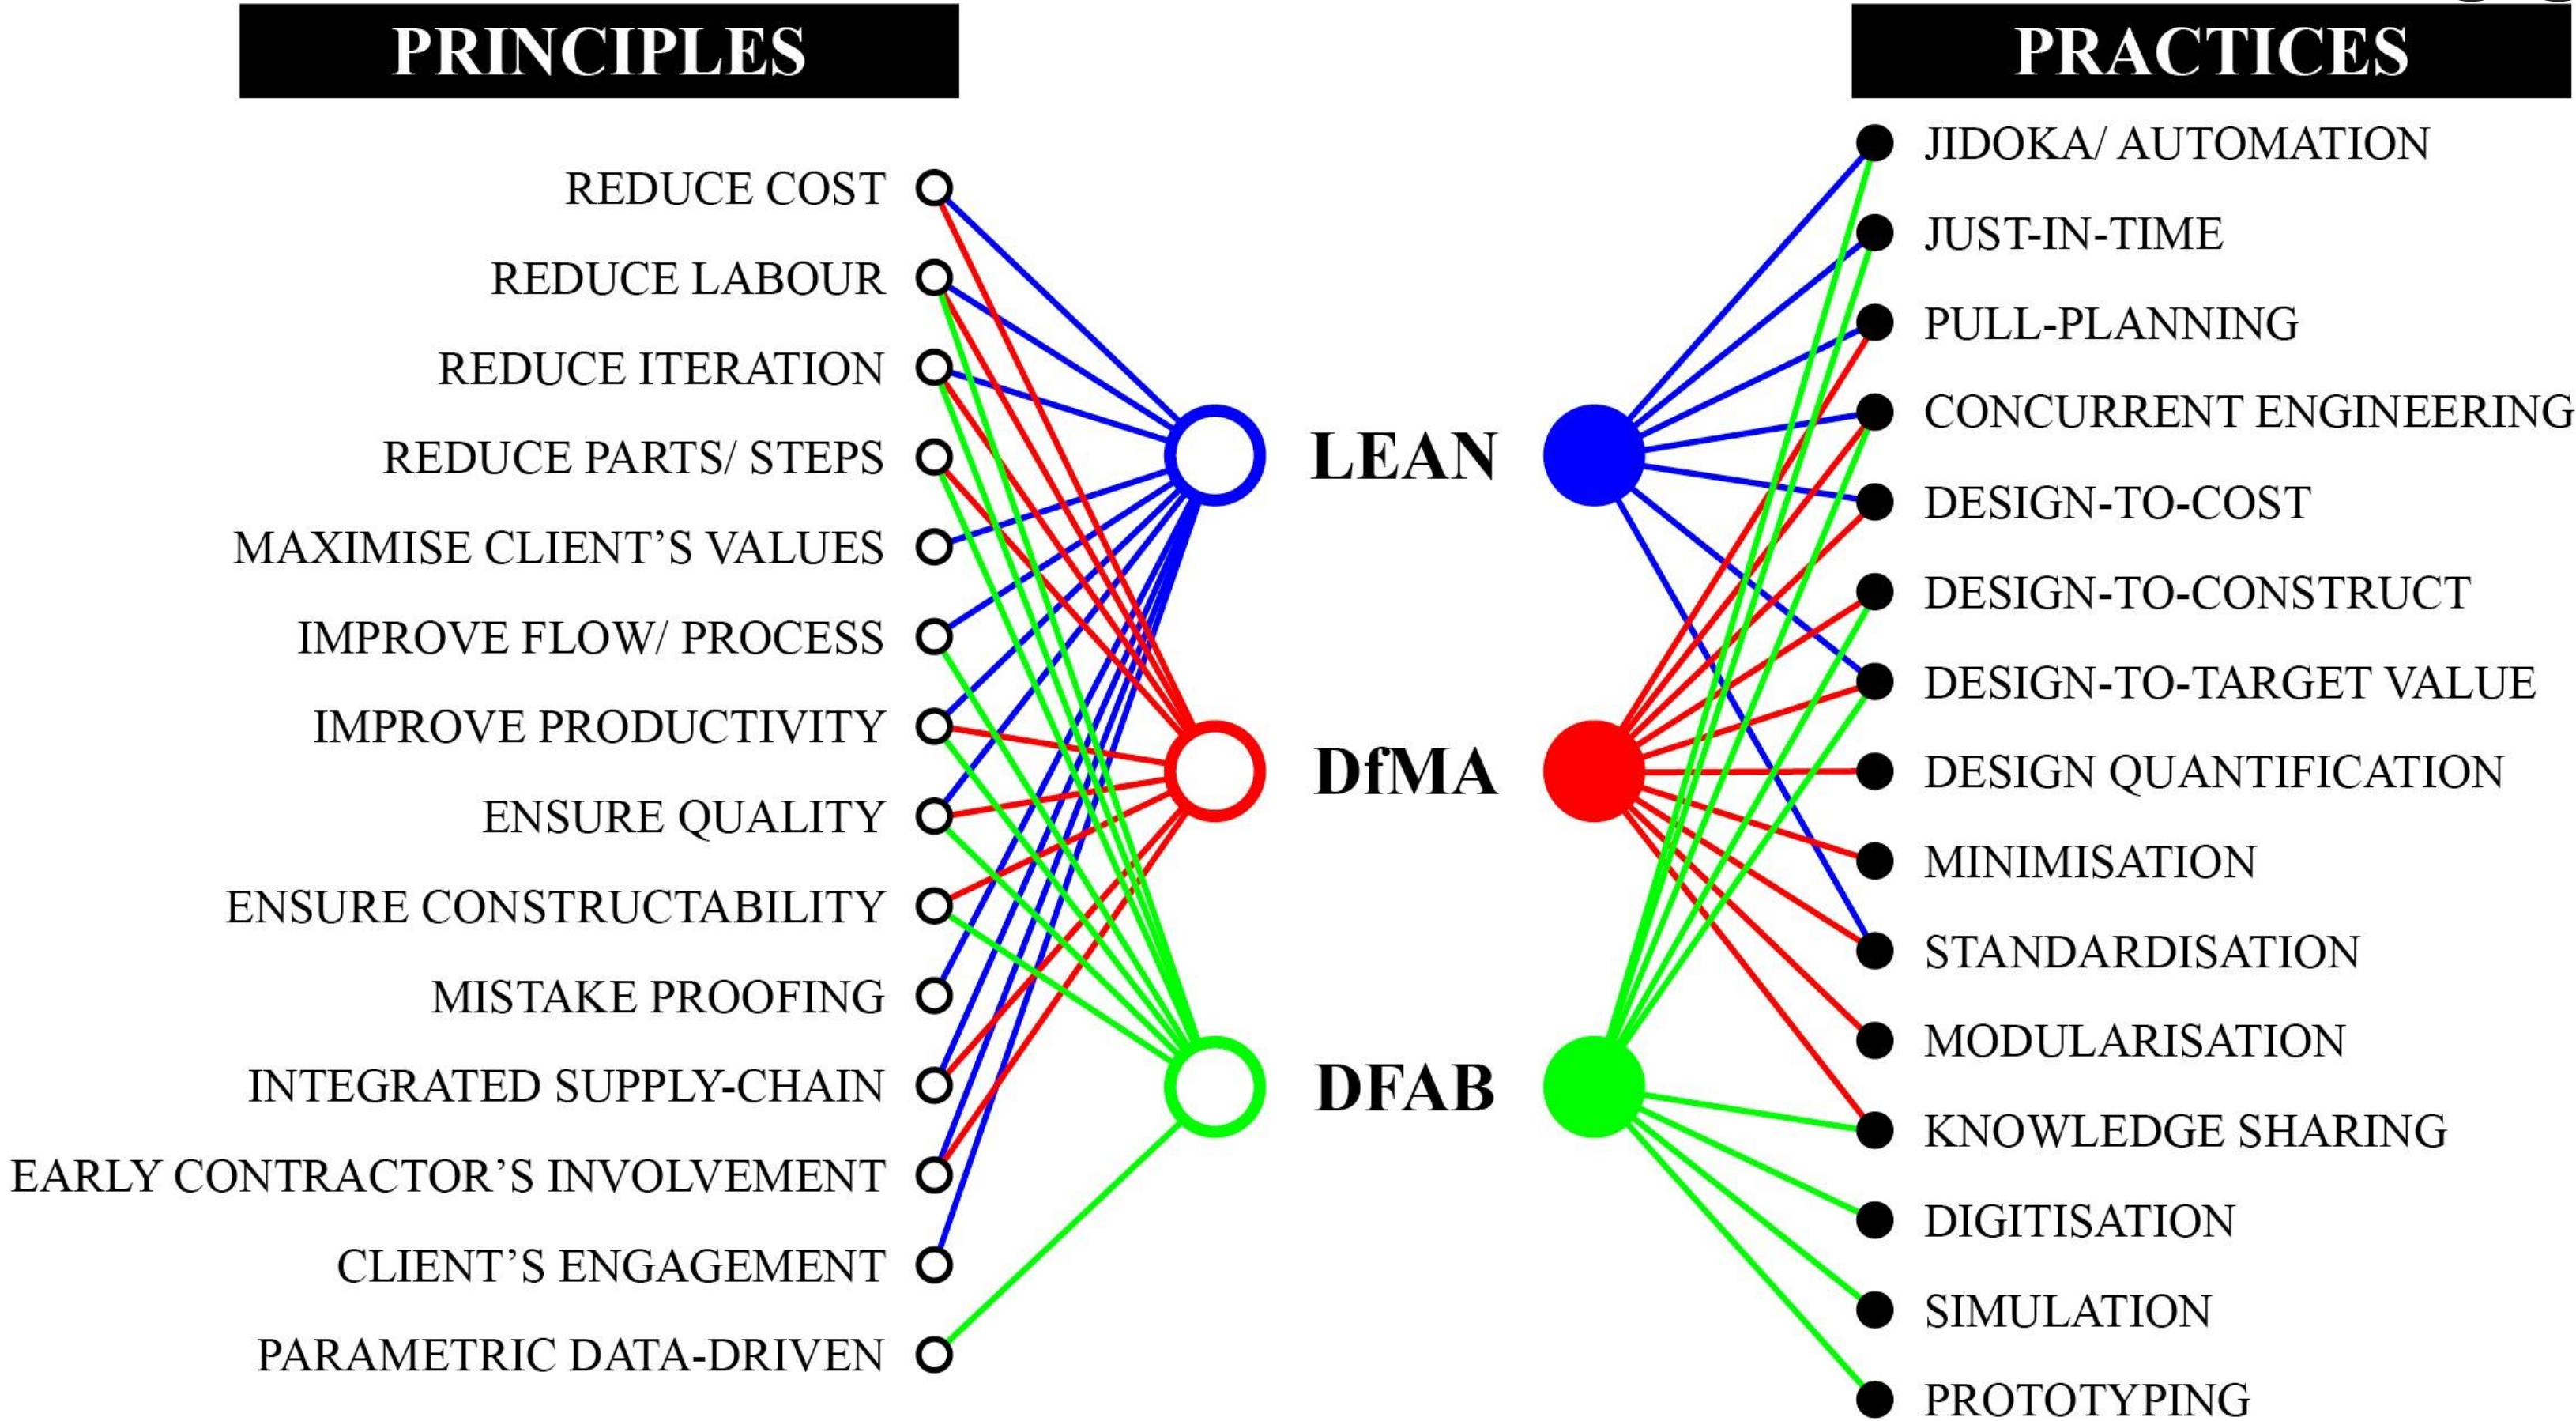 PRINCIPLES
REDUCE COST
REDUCE LABOUR
REDUCE ITERATION
REDUCE PARTS/ STEPS
MAXIMISE CLIENT’S VALUES
IMPROVE FLOW/ PROCESS
IMPROVE PRODUCTIVITY
ENSURE QUALITY
ENSURE CONSTRUCTABILITY
MISTAKE PROOFING
INTEGRATED SUPPLY-CHAIN
EARLY CONTRACTOR’S INVOLVEMENT
CLIENT’S ENGAGEMENT
PARAMETRIC DATA-DRIVEN
LEAN
DfMA
DFAB
PRACTICES
JIDOKA/ AUTOMATION
JUST-IN-TIME
PULL-PLANNING
CONCURRENT ENGINEERING
DESIGN-TO-COST
DESIGN-TO-CONSTRUCT
DESIGN-TO-TARGET VALUE
DESIGN QUANTIFICATION
MINIMISATION
STANDARDISATION
MODULARISATION
KNOWLEDGE SHARING
DIGITISATION
SIMULATION
PROTOTYPING